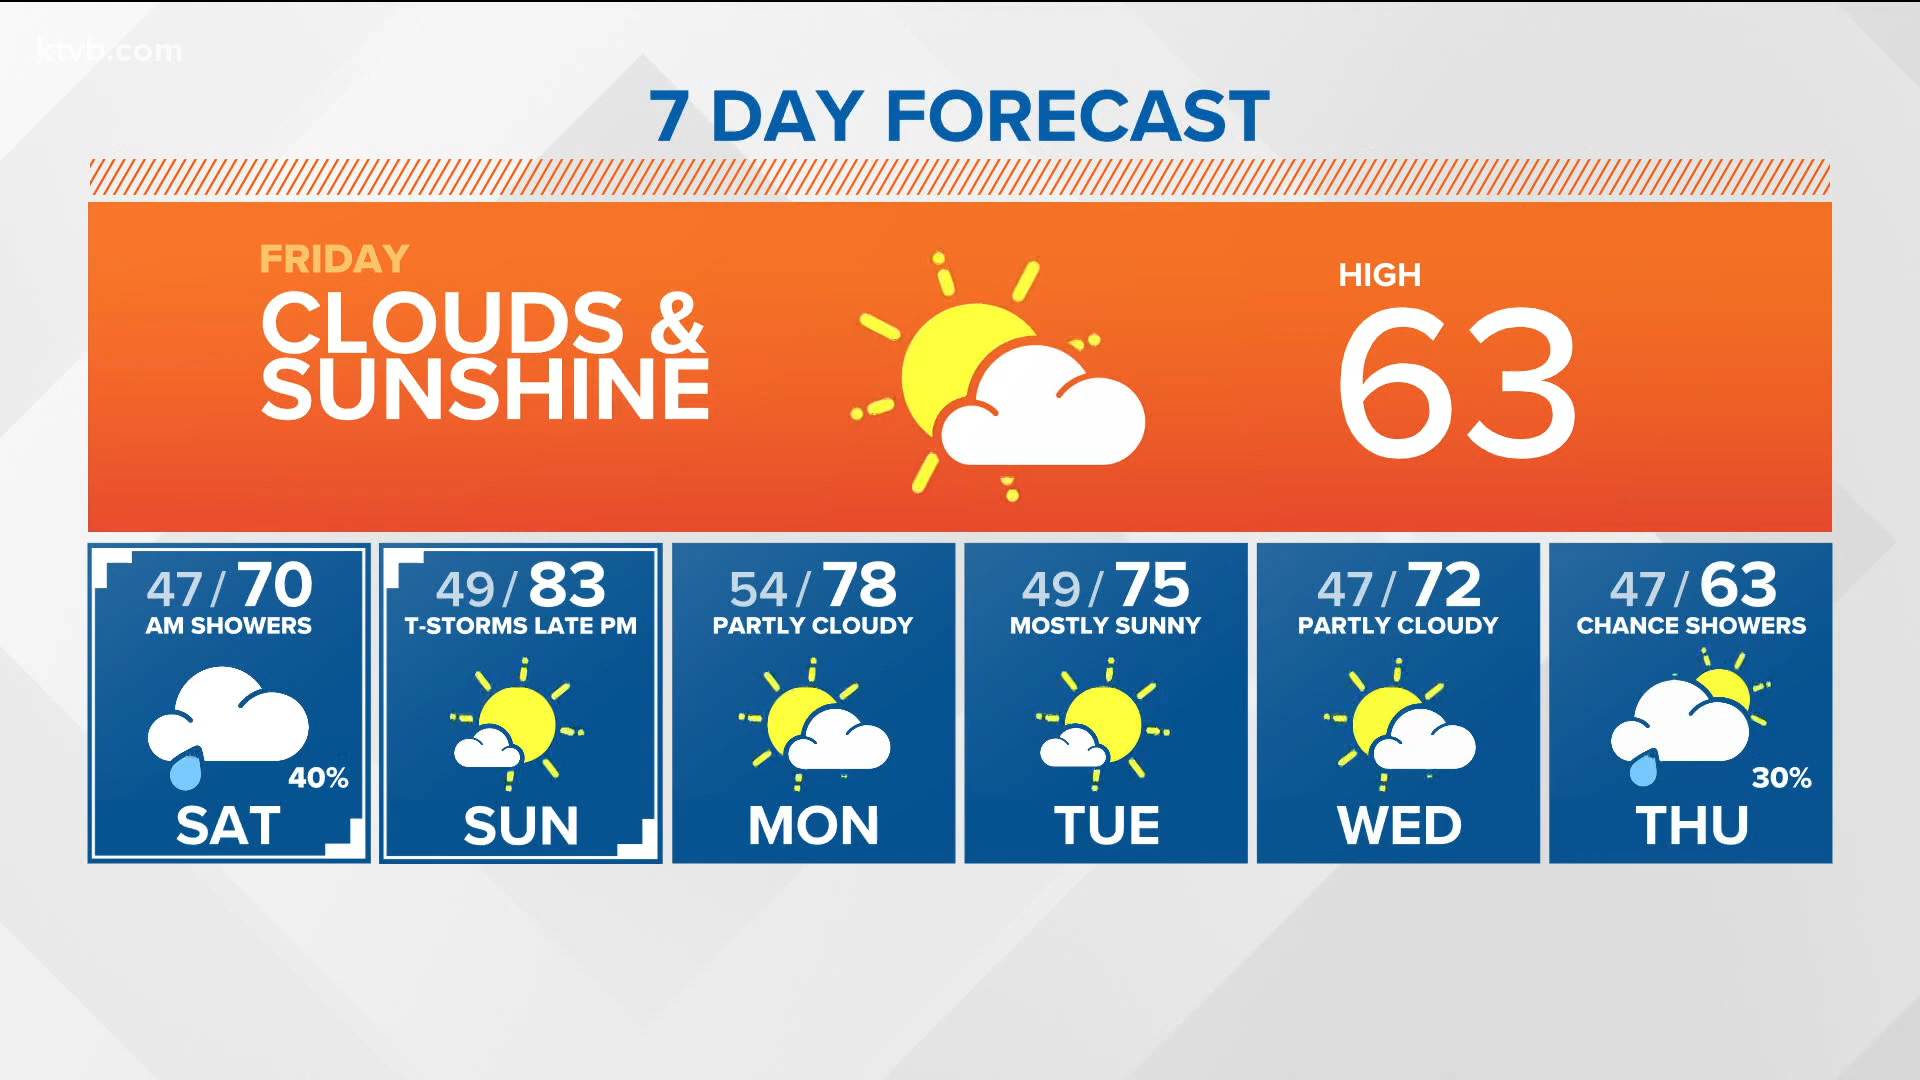 ktvb.com
7 DAY FORECAST
FRIDAY
CLOUDS &
SUNSHINE
HIGH
63
47/70
AM SHOWERS
40%
SAT
49/83
T-STORMS LATE PM
SUN
54/78
PARTLY CLOUDY
MON
49/75
MOSTLY SUNNY
TUE
47/72
PARTLY CLOUDY
WED
47/63
CHANCE SHOWERS
30%
THU